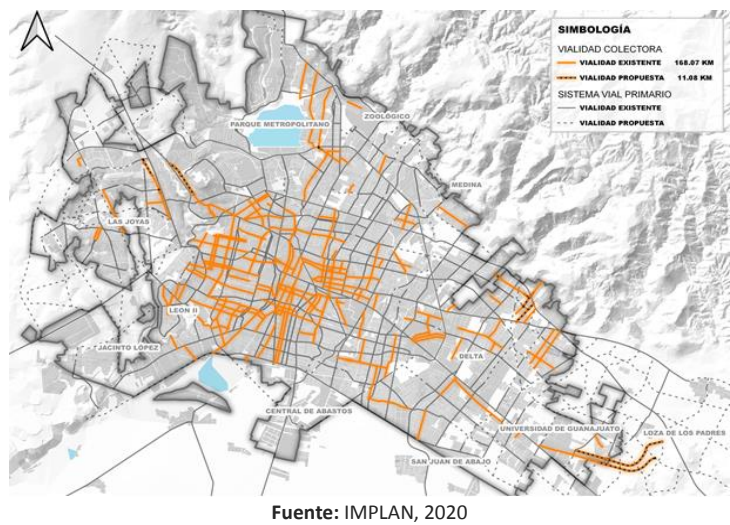 SIMBOLOGÍA
VIALIDAD COLECTORA
VIALIDAD EXISTENTE 168.07 KM
VIALIDAD PROPUESTA 11.08 KM
SISTEMA VIAL PRIMARIO
VIALIDAD EXISTENTE
VIALIDAD PROPUESTA
ZOOLÓGICO
PARQUE METROPOLITANO
MEDINA
LAS JOYAS
LEON II
JACINTO LÓPEZ
DELTA
CENTRAL DE ABASTOS
UNIVERSIDAD DE GUANAJUATO
LOZA DE LOS PADRES
SAN JUAN DE ABAJO
Fuente: IMPLAN, 2020